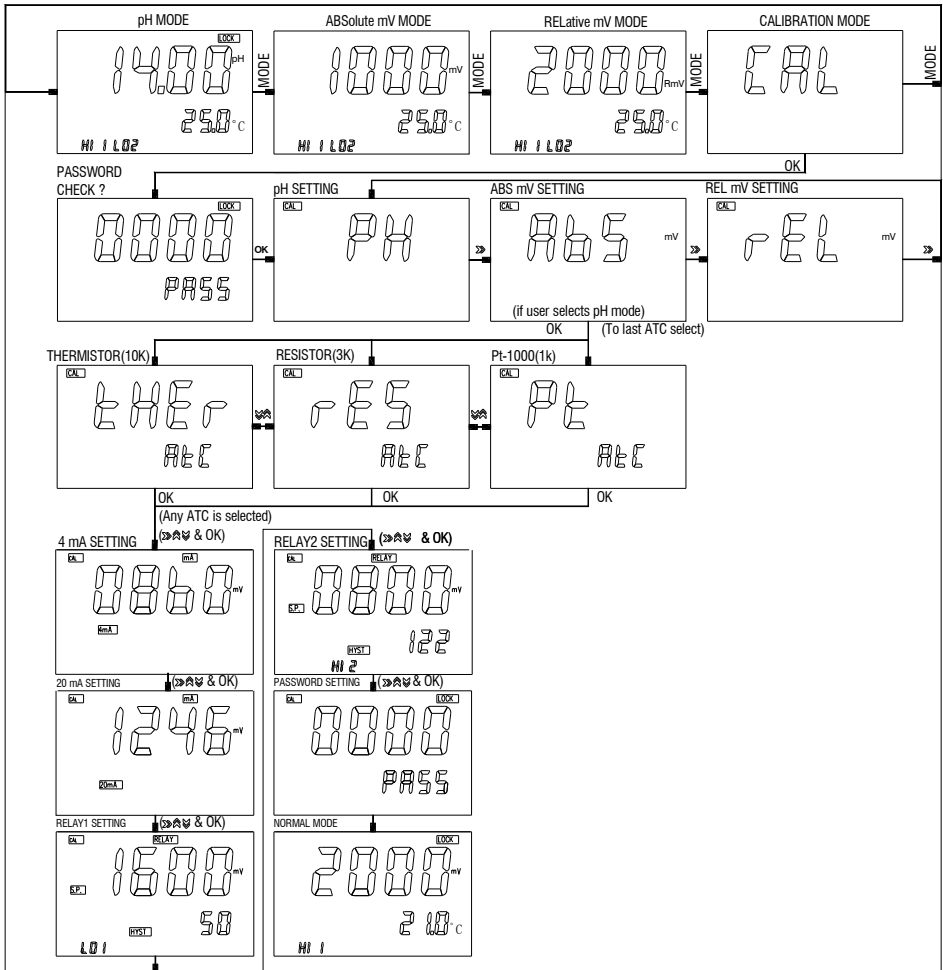 pH MODE
ABSolute mV MODE
RELative mV MODE
CALIBRATION MODE
LOCK
14.00 pH
25.0 °C
HI 1 LO2
MODE
1000 mV
25.0 °C
HI 1 LO2
MODE
2000 RmV
25.0 °C
HI 1 LO2
MODE
CAL
MODE
OK
PASSWORD
CHECK ?
LOCK
0000
PASS
OK
pH SETTING
CAL
PH
»
ABS mV SETTING
CAL
AbS mV
»
REL mV SETTING
CAL
rEL mV
»
(if user selects pH mode)
OK
(To last ATC select)
THERMISTOR(10K)
CAL
tHEr
AtC
RESISTOR(3K)
CAL
rES
AtC
Pt-1000(1k)
CAL
Pt
AtC
OK
OK
OK
(Any ATC is selected)
4 mA SETTING
(» & OK)
CAL
mA
0860 mV
4mA
20 mA SETTING
(» & OK)
CAL
mA
1246 mV
20mA
RELAY1 SETTING
(» & OK)
CAL
RELAY
1600 mV
S.P.
50
HYST
LO1
RELAY2 SETTING
(» & OK)
CAL
RELAY
0800 mV
S.P.
122
HYST
HI 2
PASSWORD SETTING
(» & OK)
CAL
LOCK
0000
PASS
NORMAL MODE
LOCK
2000 mV
21.0 °C
HI 1